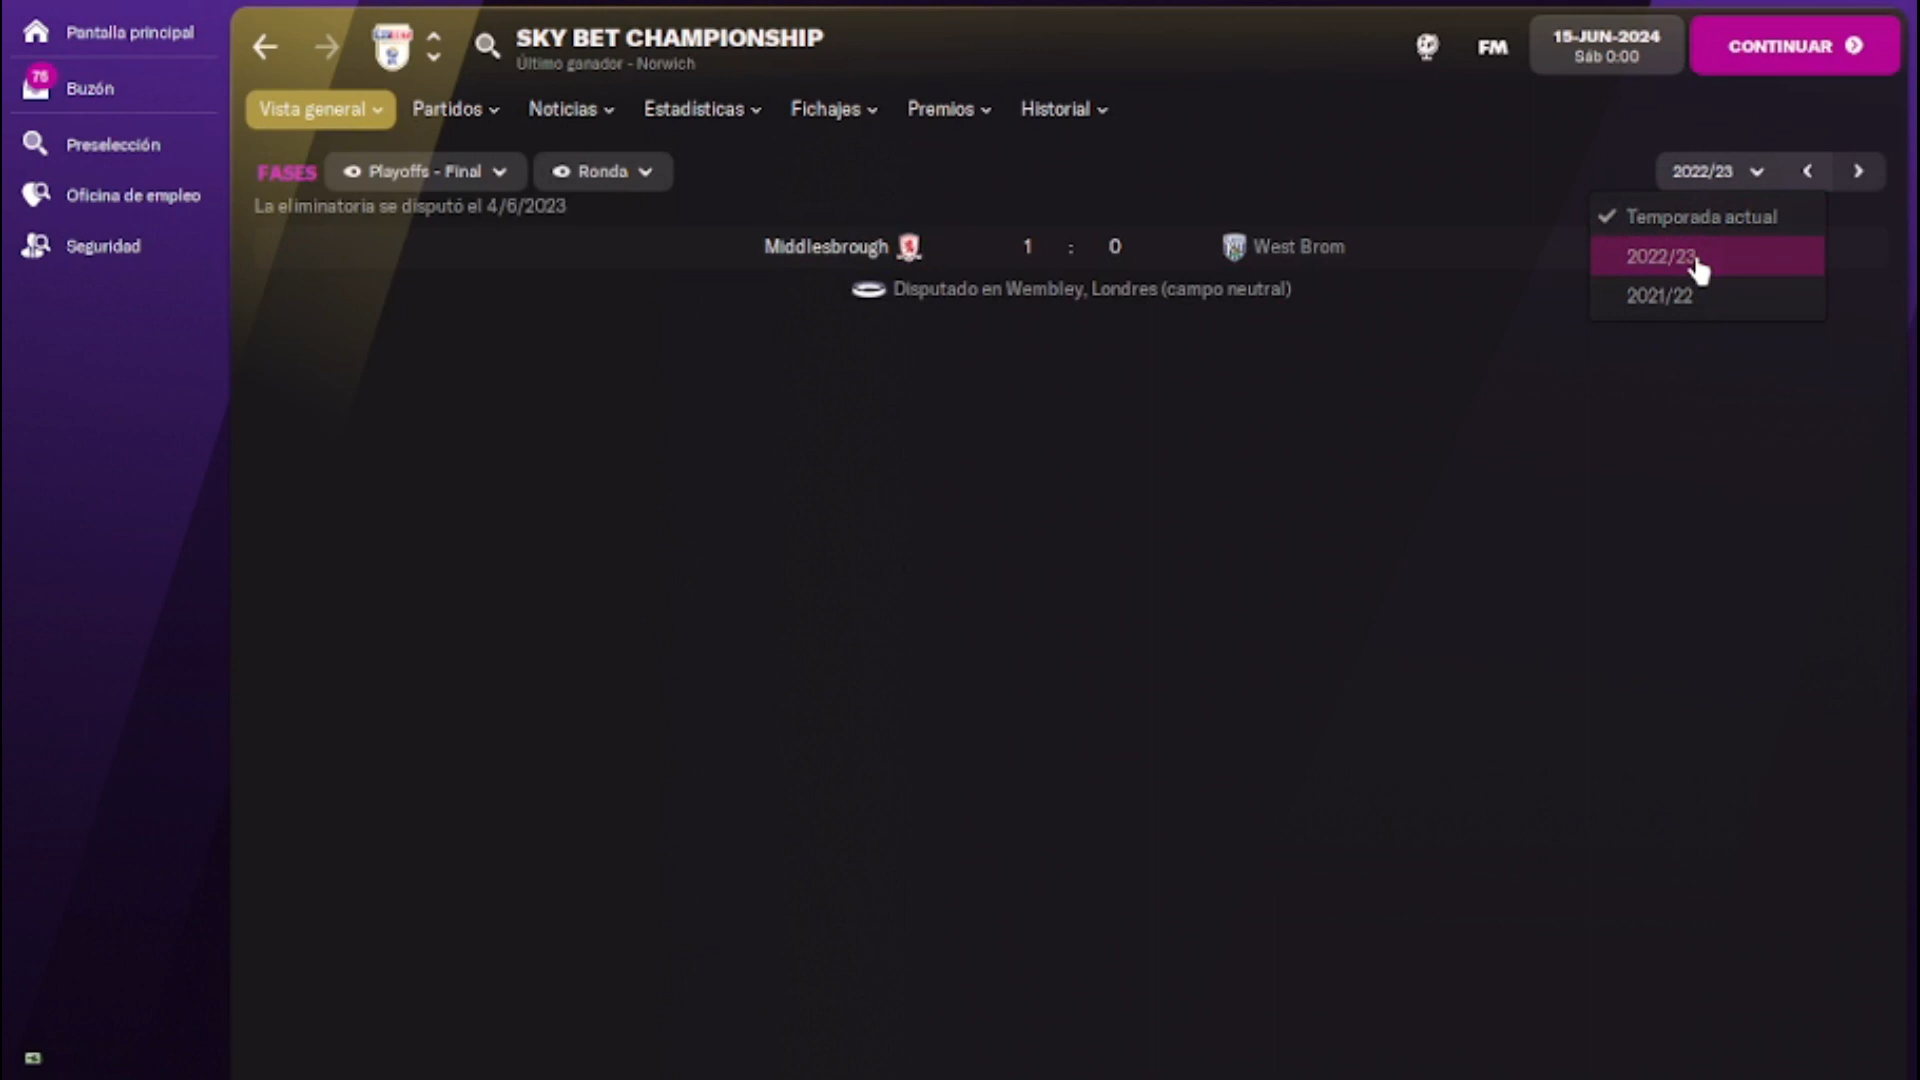 Pantalla principal
76
Buzón
Preselección
Oficina de empleo
Seguridad
SKY BET CHAMPIONSHIP
Último ganador - Norwich
FM
15-JUN-2024
Sáb 0:00
CONTINUAR
Vista general
Partidos
Noticias
Estadísticas
Fichajes
Premios
Historial
FASES
Playoffs - Final
Ronda
2022/23
La eliminatoria se disputó el 4/6/2023
Temporada actual
2022/23
2021/22
Middlesbrough 1 : 0 West Brom
Disputado en Wembley, Londres (campo neutral)